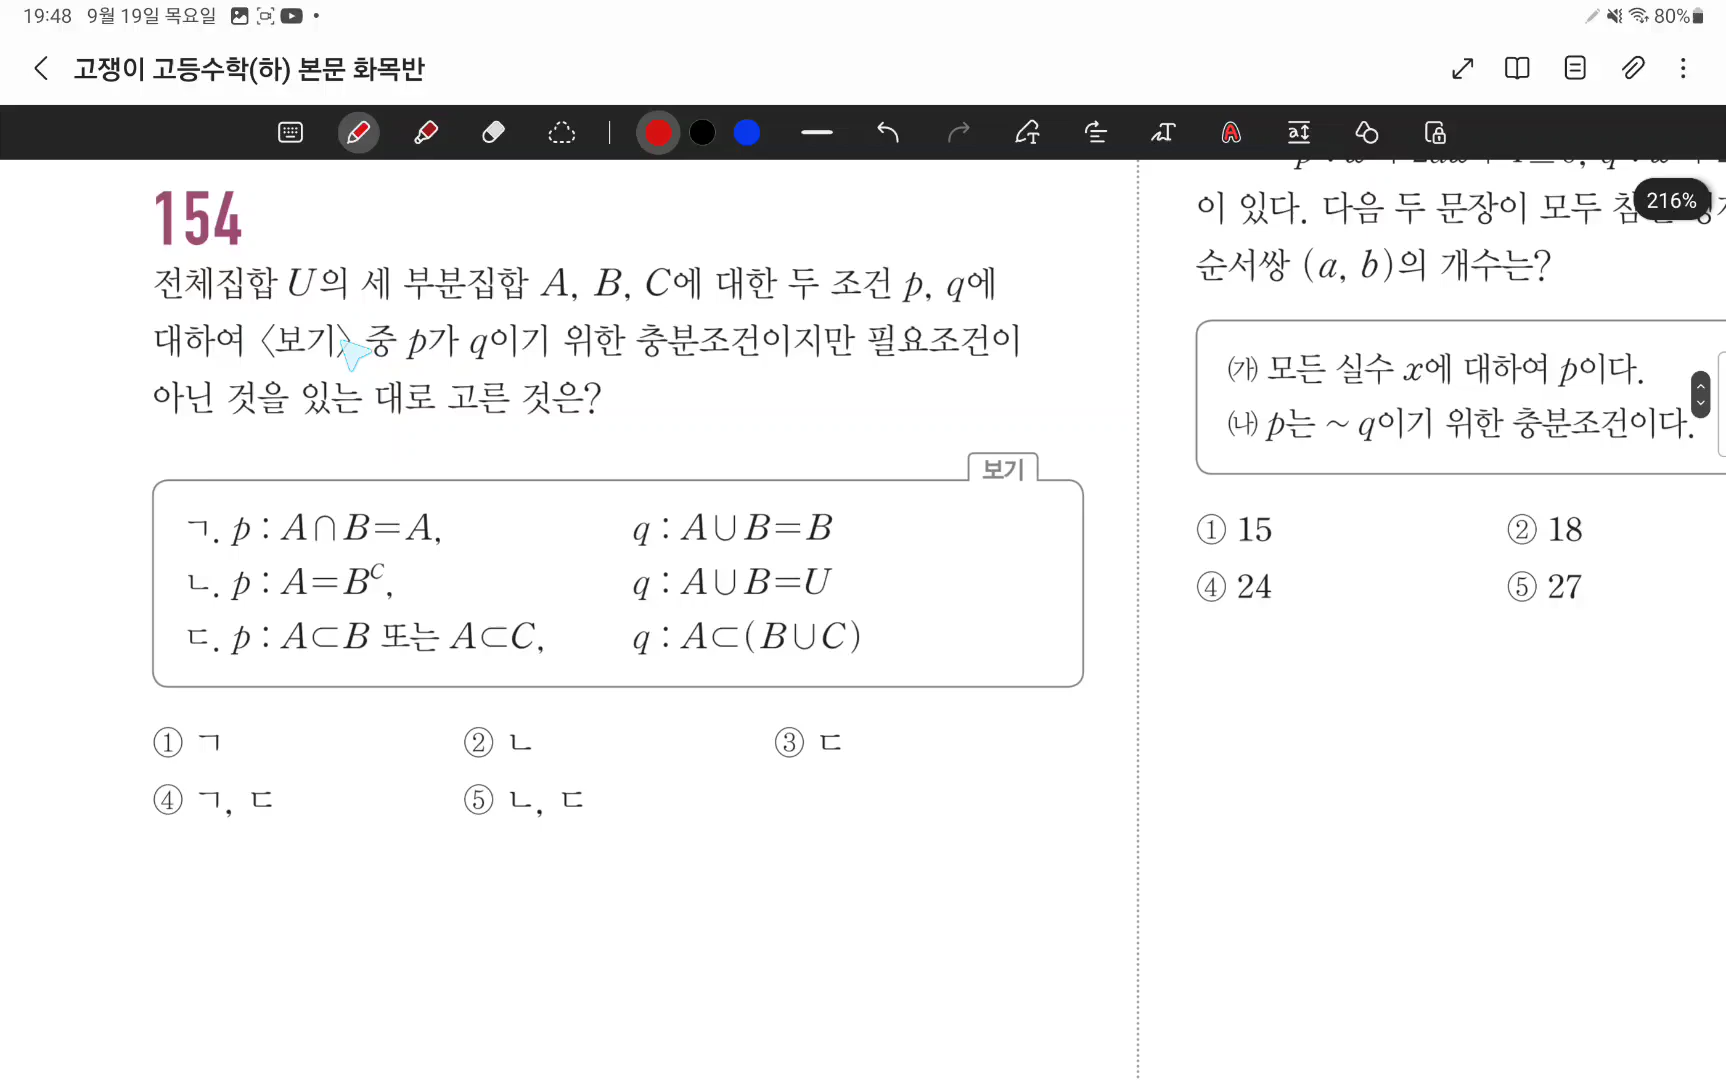 19:48 9월 19일 목요일
80%
고쟁이 고등수학(하) 본문 화목반
216%
154
전체집합 U의 세 부분집합 A, B, C에 대한 두 조건 p, q에
대하여 〈보기〉 중 p가 q이기 위한 충분조건이지만 필요조건이
아닌 것을 있는 대로 고른 것은?
보기
ㄱ. p : A∩B=A, q : A∪B=B
ㄴ. p : A=Bᶜ, q : A∪B=U
ㄷ. p : A⊂B 또는 A⊂C, q : A⊂(B∪C)
① ㄱ ② ㄴ ③ ㄷ
④ ㄱ, ㄷ ⑤ ㄴ, ㄷ
이 있다. 다음 두 문장이 모두
순서쌍 (a, b)의 개수는?
㈎ 모든 실수 x에 대하여 p이다.
㈏ p는 ~q이기 위한 충분조건이다.
① 15 ② 18
④ 24 ⑤ 27